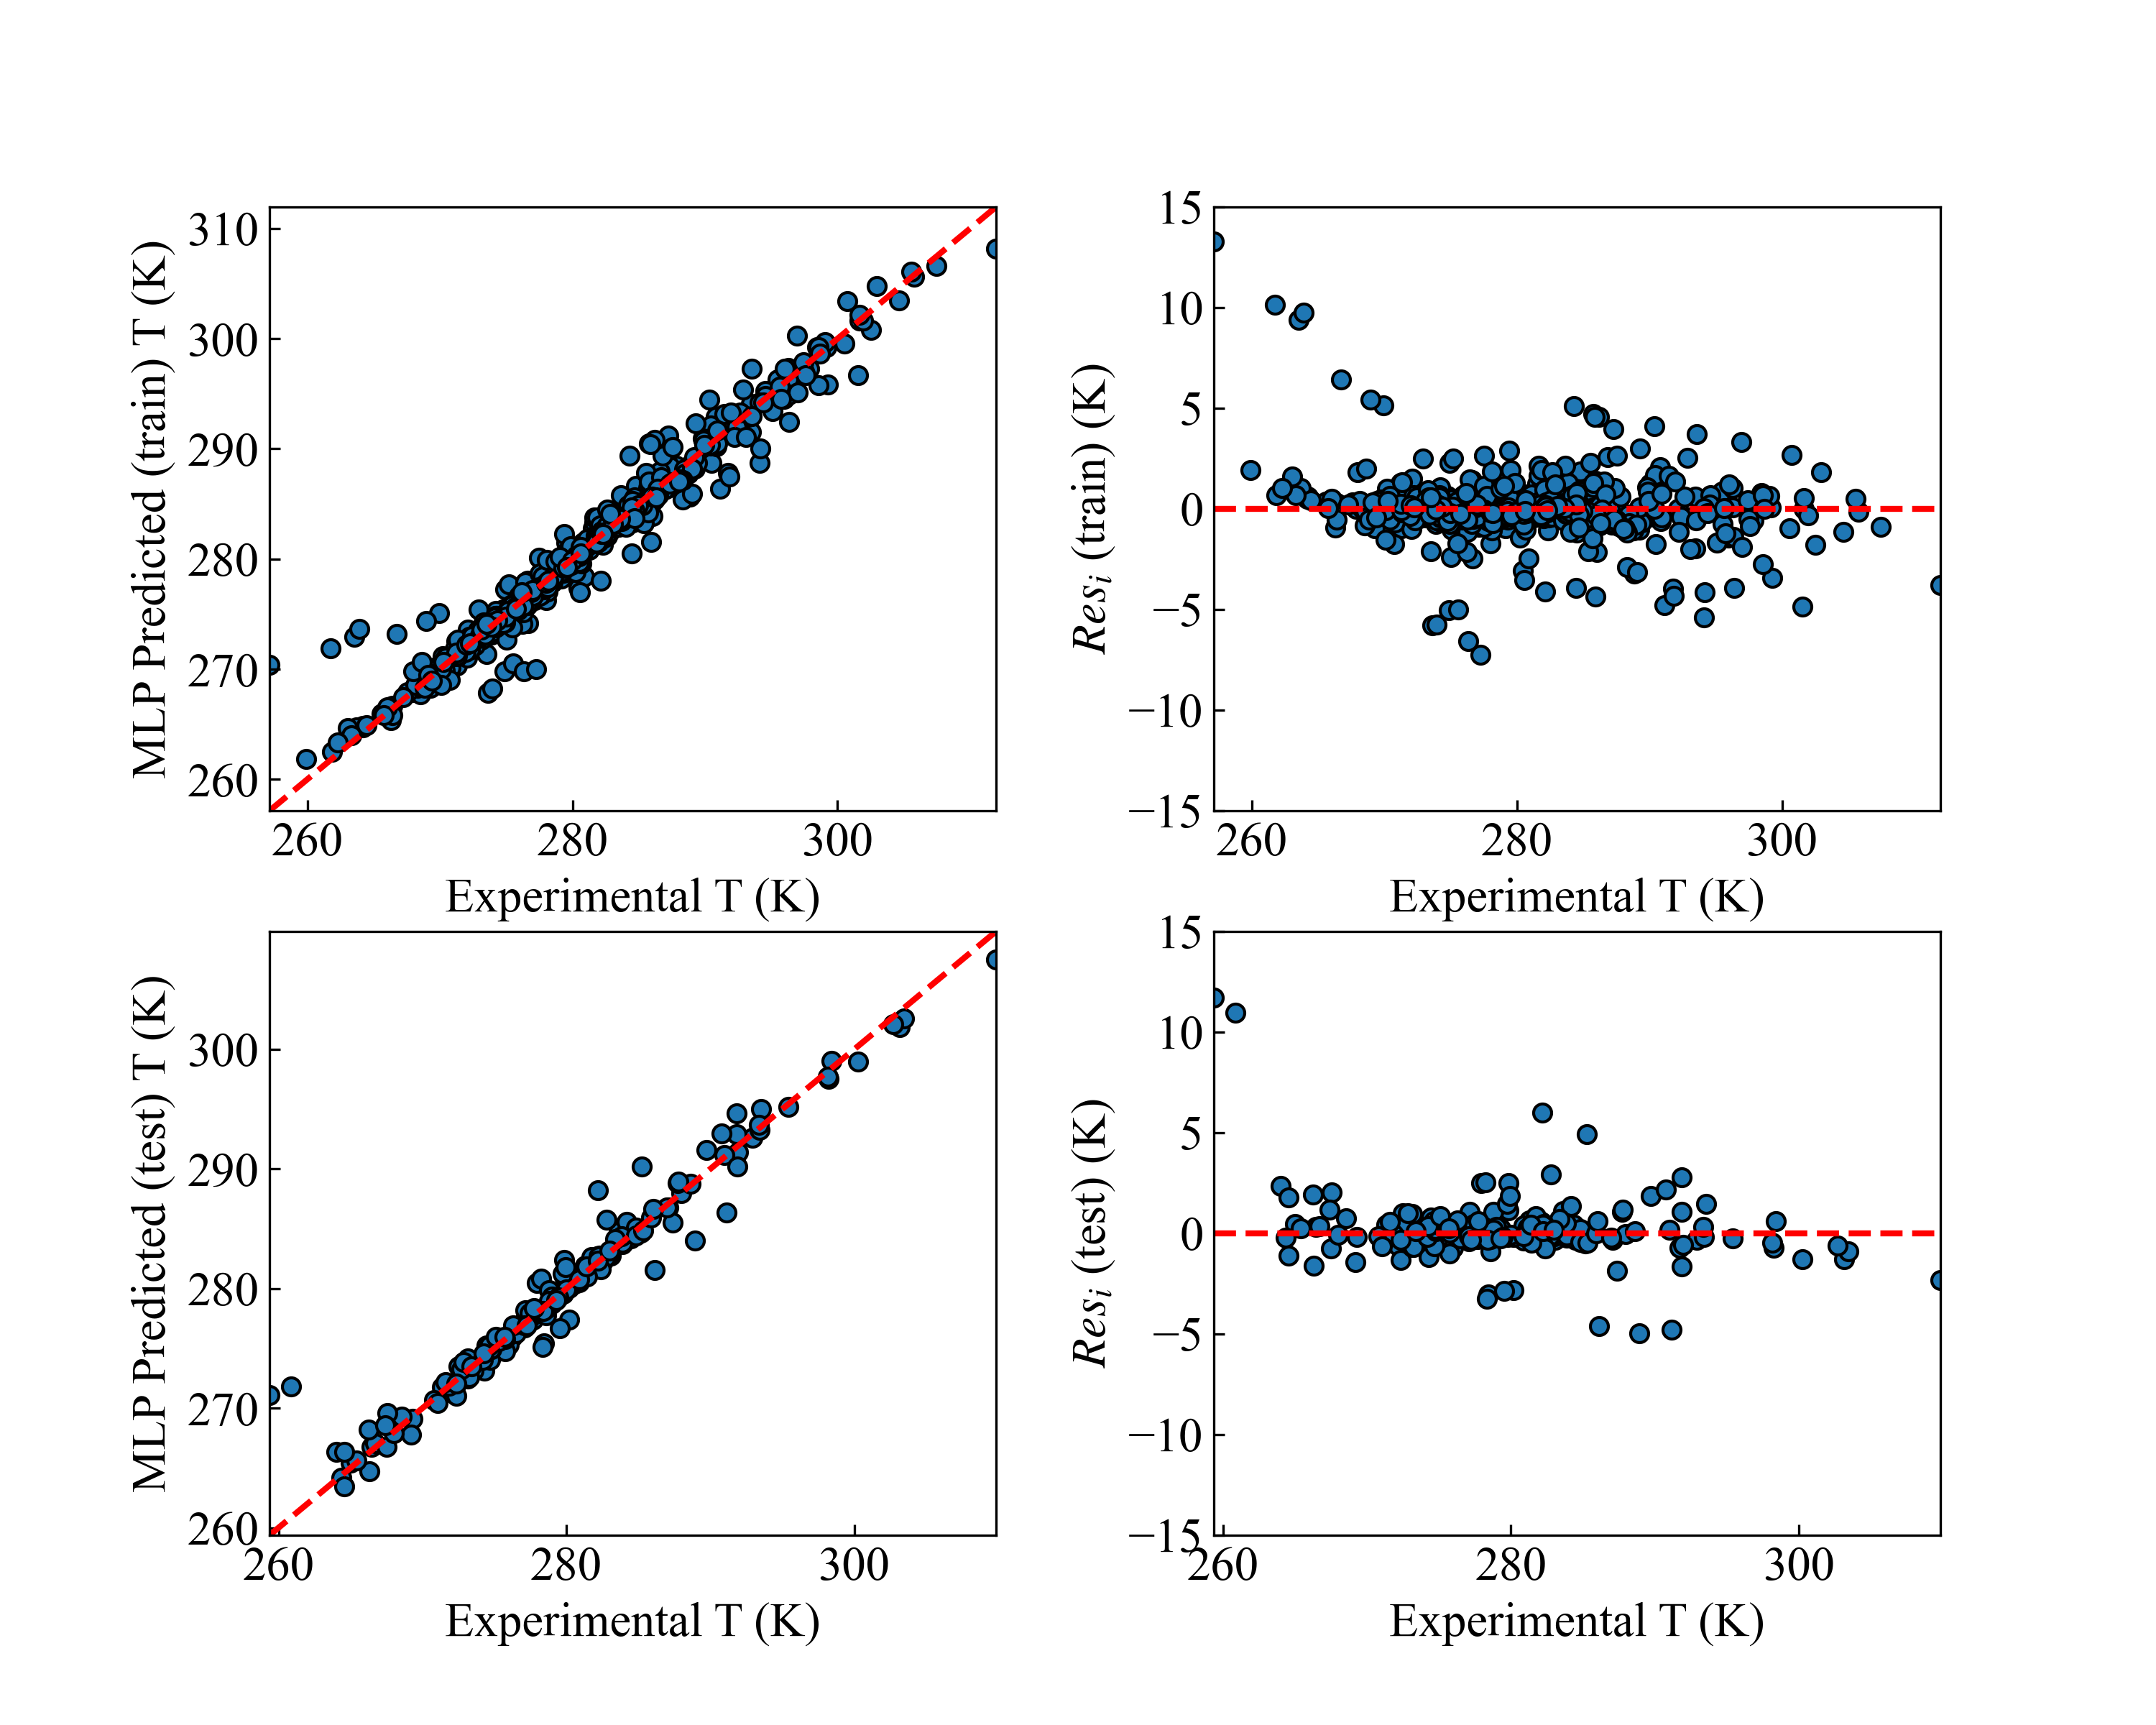 310
300
290
280
270
260
MLP Predicted (train) T (K)
260 280 300
Experimental T (K)
15
10
5
0
−5
−10
−15
Resᵢ (train) (K)
260 280 300
Experimental T (K)
300
290
280
270
260
MLP Predicted (test) T (K)
260 280 300
Experimental T (K)
15
10
5
0
−5
−10
−15
Resᵢ (test) (K)
260 280 300
Experimental T (K)